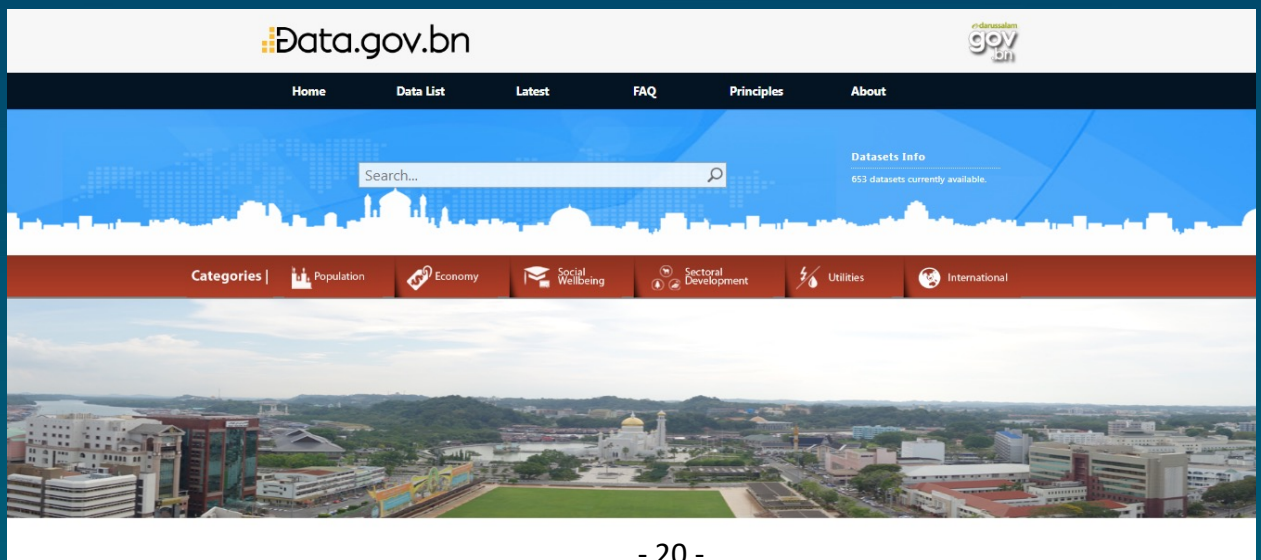 Data.gov.bn
e-darussalam
gov
.bn
Home Data List Latest FAQ Principles About
Search...
Datasets Info
653 datasets currently available.
Categories | Population Economy Social Wellbeing Sectoral Development Utilities International
- 20 -